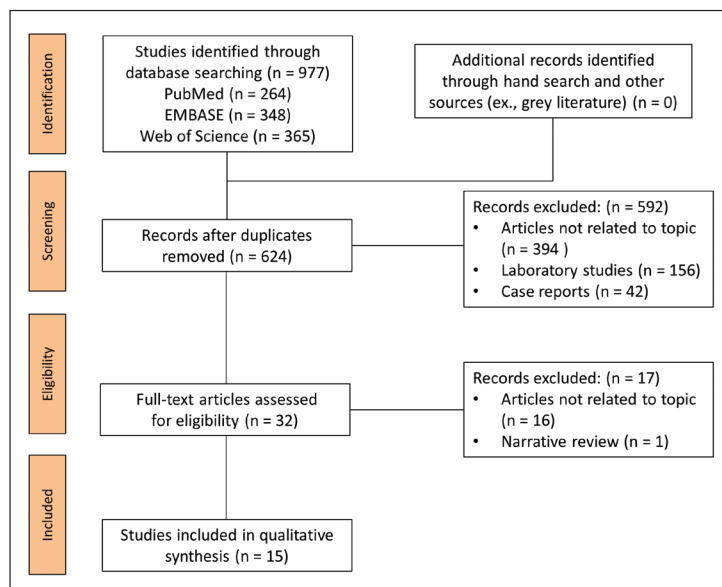 Identification
Studies identified through
database searching (n = 977)
PubMed (n = 264)
EMBASE (n = 348)
Web of Science (n = 365)
Additional records identified
through hand search and other
sources (ex., grey literature) (n = 0)
Screening
Records after duplicates
removed (n = 624)
Records excluded: (n = 592)
• Articles not related to topic
(n = 394 )
• Laboratory studies (n = 156)
• Case reports (n = 42)
Eligibility
Full-text articles assessed
for eligibility (n = 32)
Records excluded: (n = 17)
• Articles not related to topic
(n = 16)
• Narrative review (n = 1)
Included
Studies included in qualitative
synthesis (n = 15)